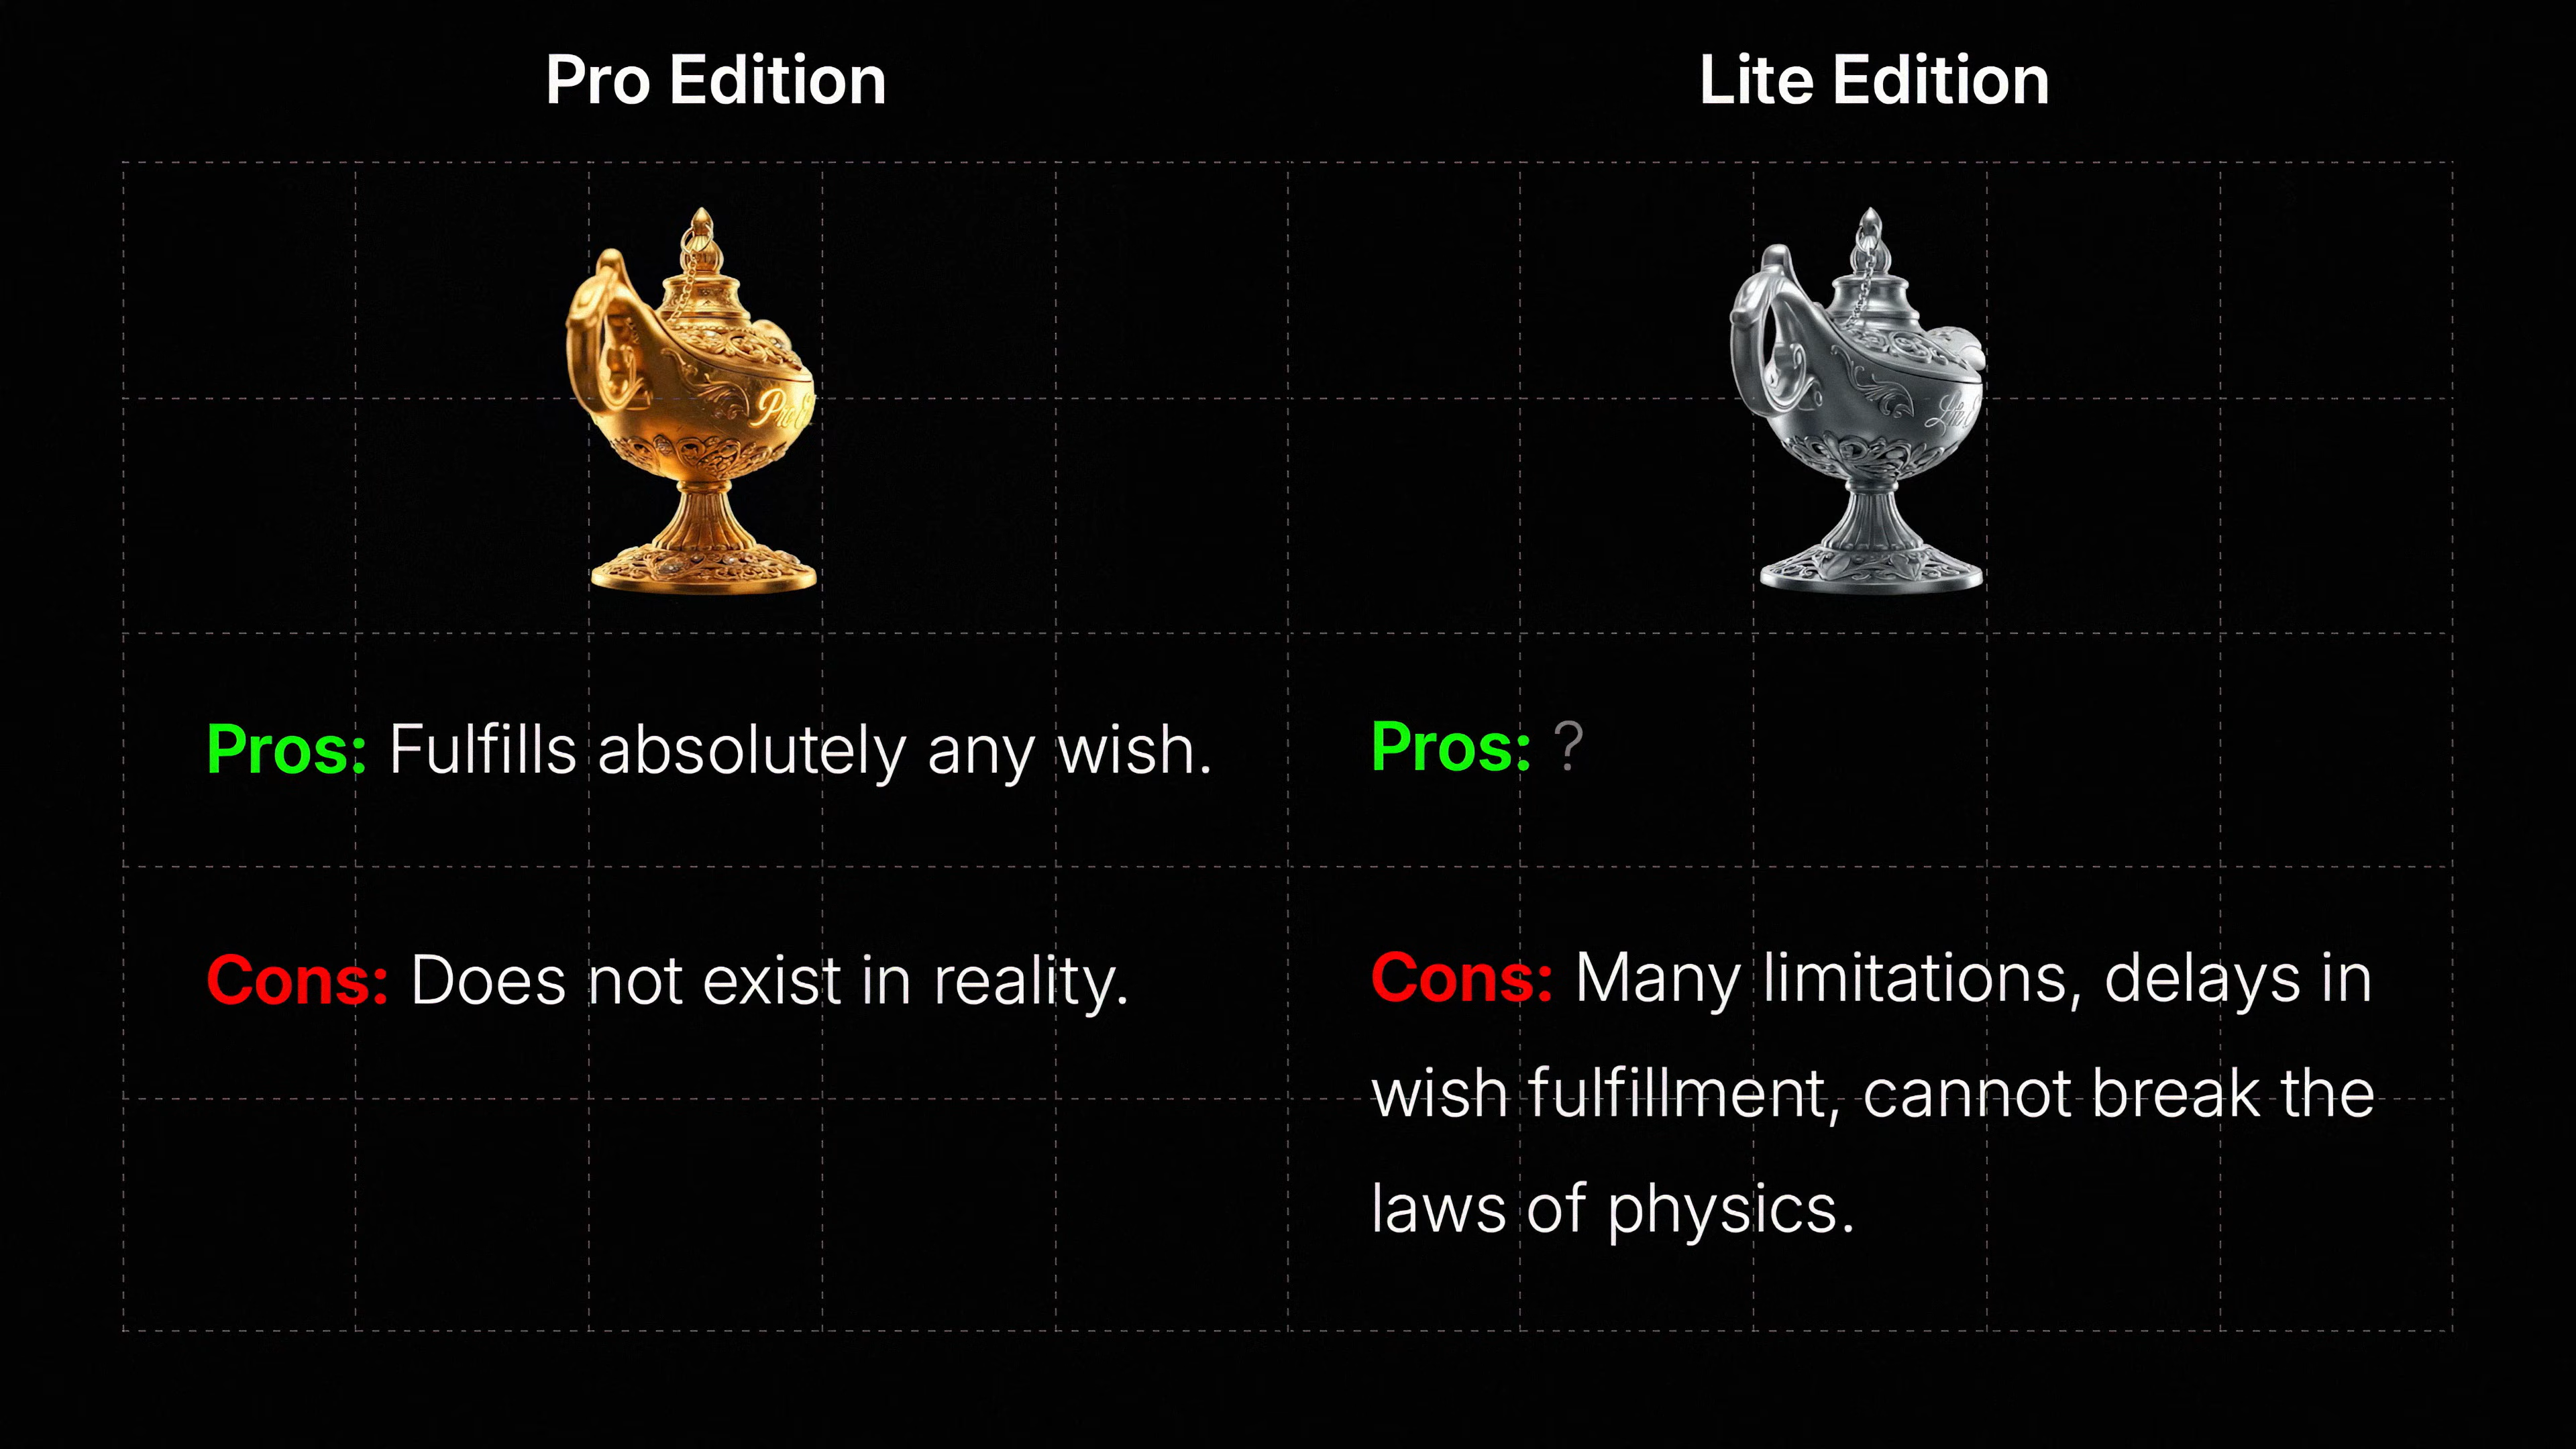 Pro Edition
Lite Edition
Pros: Fulfills absolutely any wish.
Cons: Does not exist in reality.
Pros: ?
Cons: Many limitations, delays in
wish fulfillment, cannot break the
laws of physics.